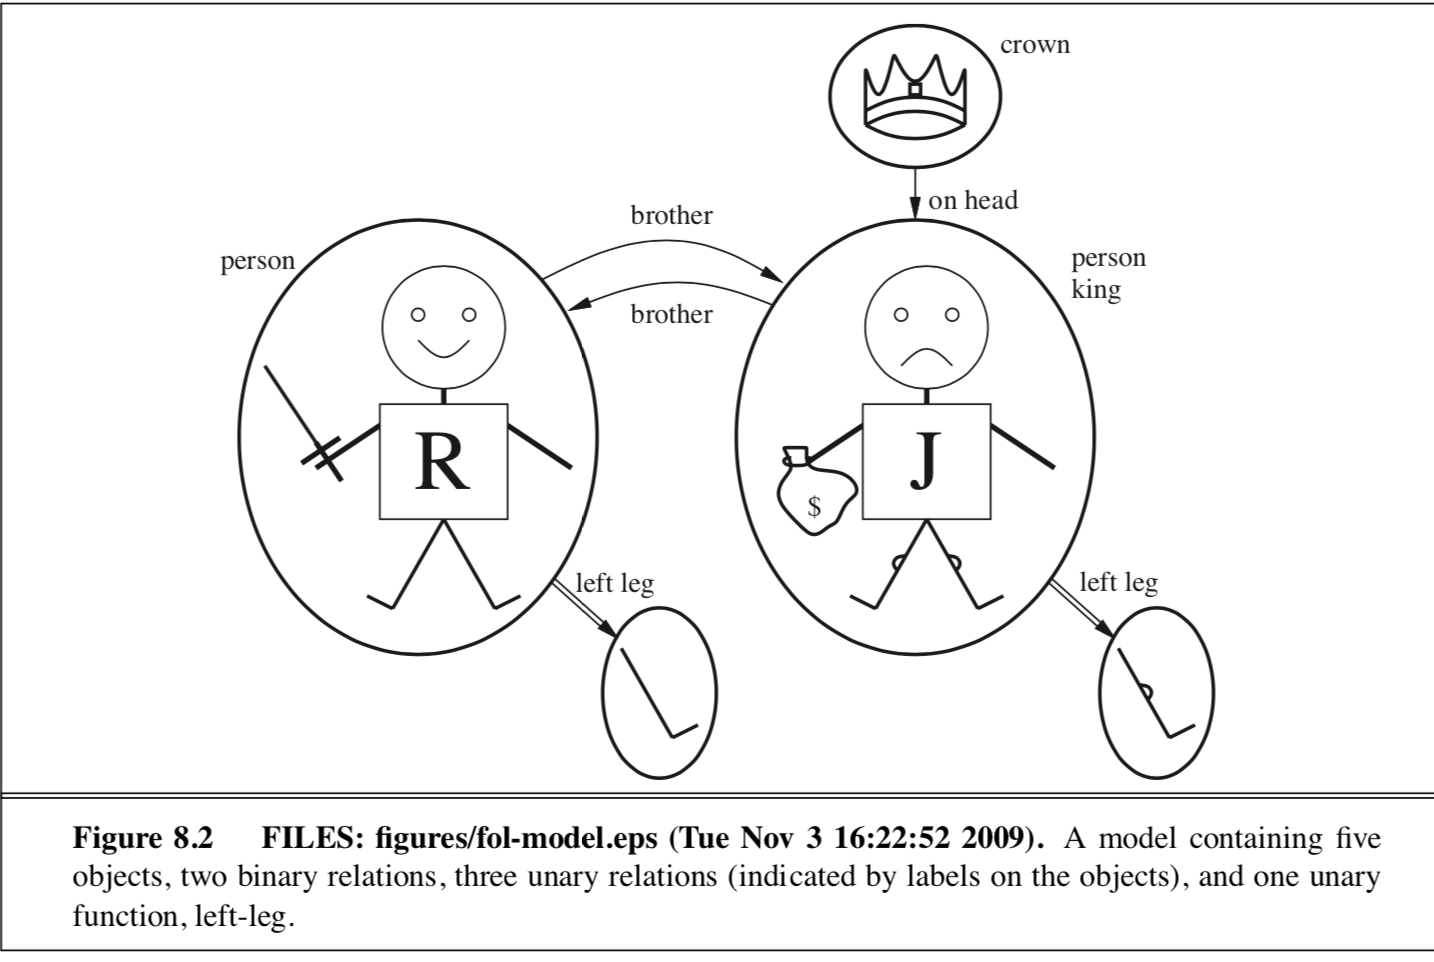 crown
on head
brother
person
person
king
brother
R
J
$
left leg
left leg
Figure 8.2 FILES: figures/fol-model.eps (Tue Nov 3 16:22:52 2009). A model containing five
objects, two binary relations, three unary relations (indicated by labels on the objects), and one unary
function, left-leg.